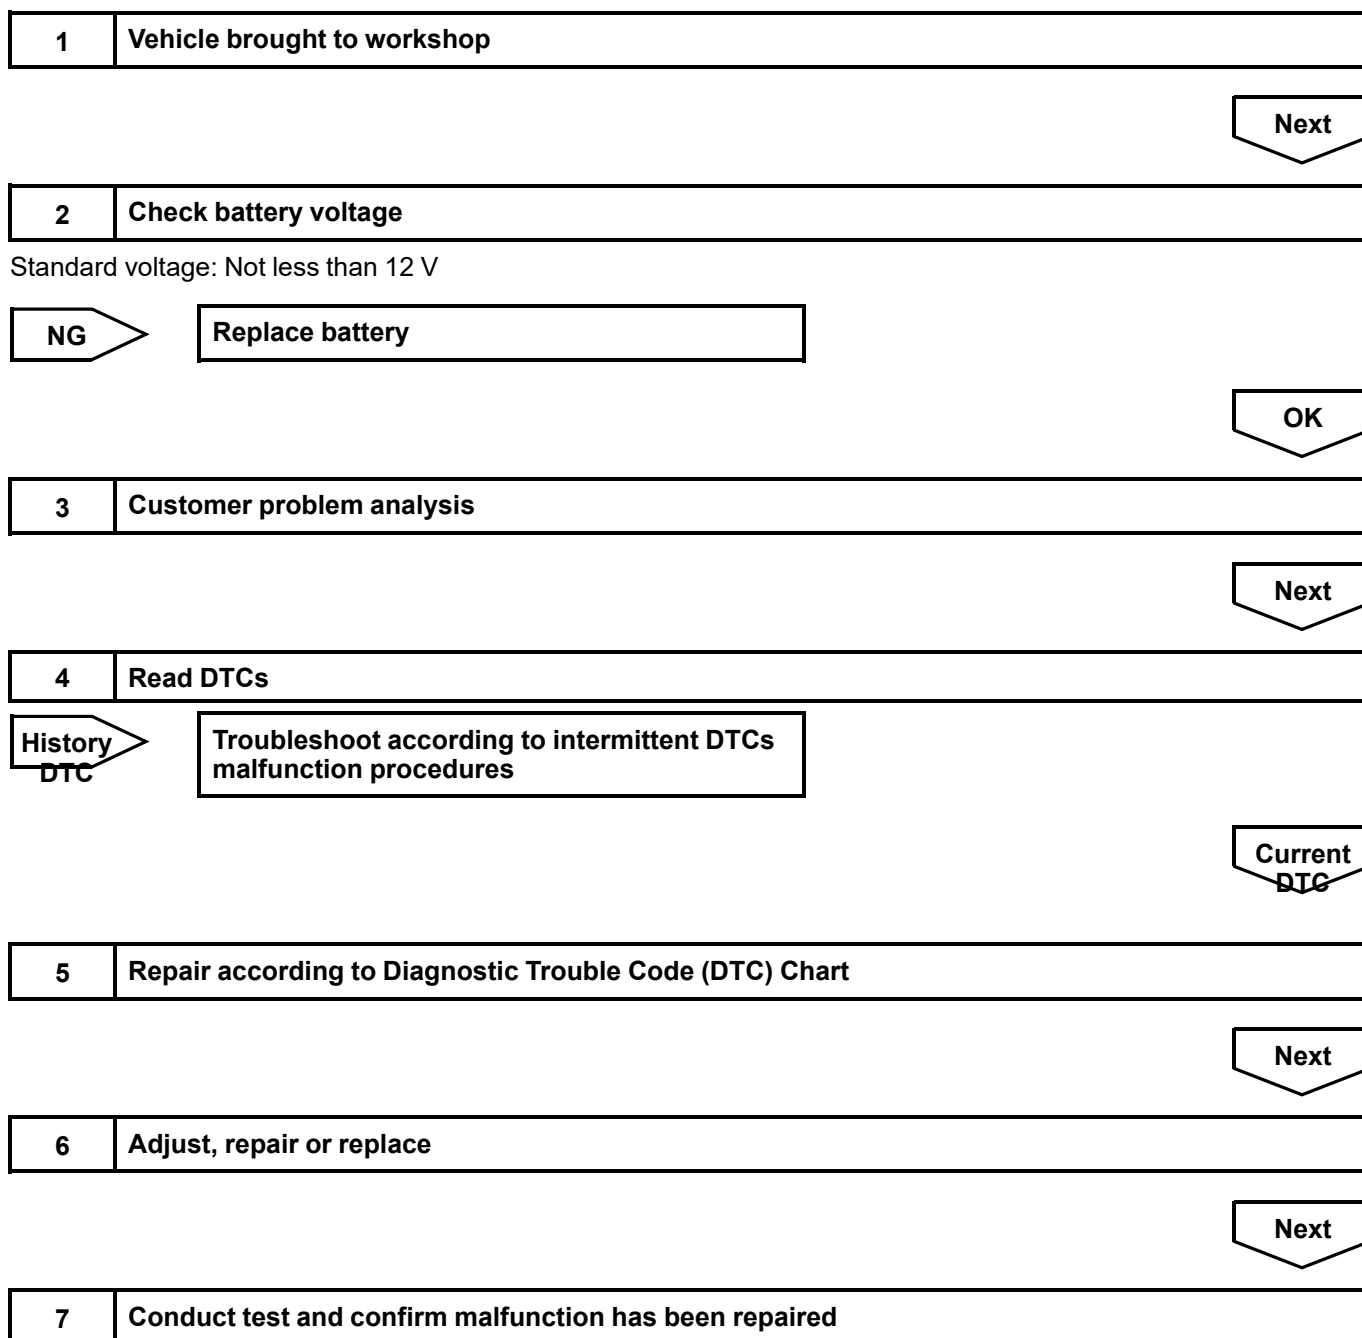 1 Vehicle brought to workshop
Next
2 Check battery voltage
Standard voltage: Not less than 12 V
NG Replace battery
OK
3 Customer problem analysis
Next
4 Read DTCs
History
DTC
Troubleshoot according to intermittent DTCs
malfunction procedures
Current
DTC
5 Repair according to Diagnostic Trouble Code (DTC) Chart
Next
6 Adjust, repair or replace
Next
7 Conduct test and confirm malfunction has been repaired